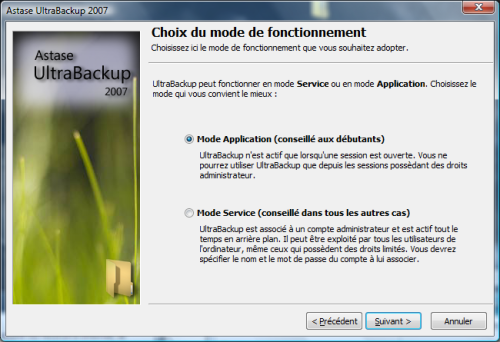 Astase UltraBackup 2007
Astase
UltraBackup
2007
Choix du mode de fonctionnement
Choisissez ici le mode de fonctionnement que vous souhaitez adopter.
UltraBackup peut fonctionner en mode Service ou en mode Application. Choisissez le
mode qui vous convient le mieux :
Mode Application (conseillé aux débutants)
UltraBackup n'est actif que lorsqu'une session est ouverte. Vous ne
pourrez utiliser UltraBackup que depuis les sessions possèdant des droits
administrateur.
Mode Service (conseillé dans tous les autres cas)
UltraBackup est associé à un compte administrateur et est actif tout le
temps en arrière plan. Il peut être exploité par tous les utilisateurs de
l'ordinateur, même ceux qui possèdent des droits limités. Vous devrez
spécifier le nom et le mot de passe du compte à lui associer.
< Précédent
Suivant >
Annuler